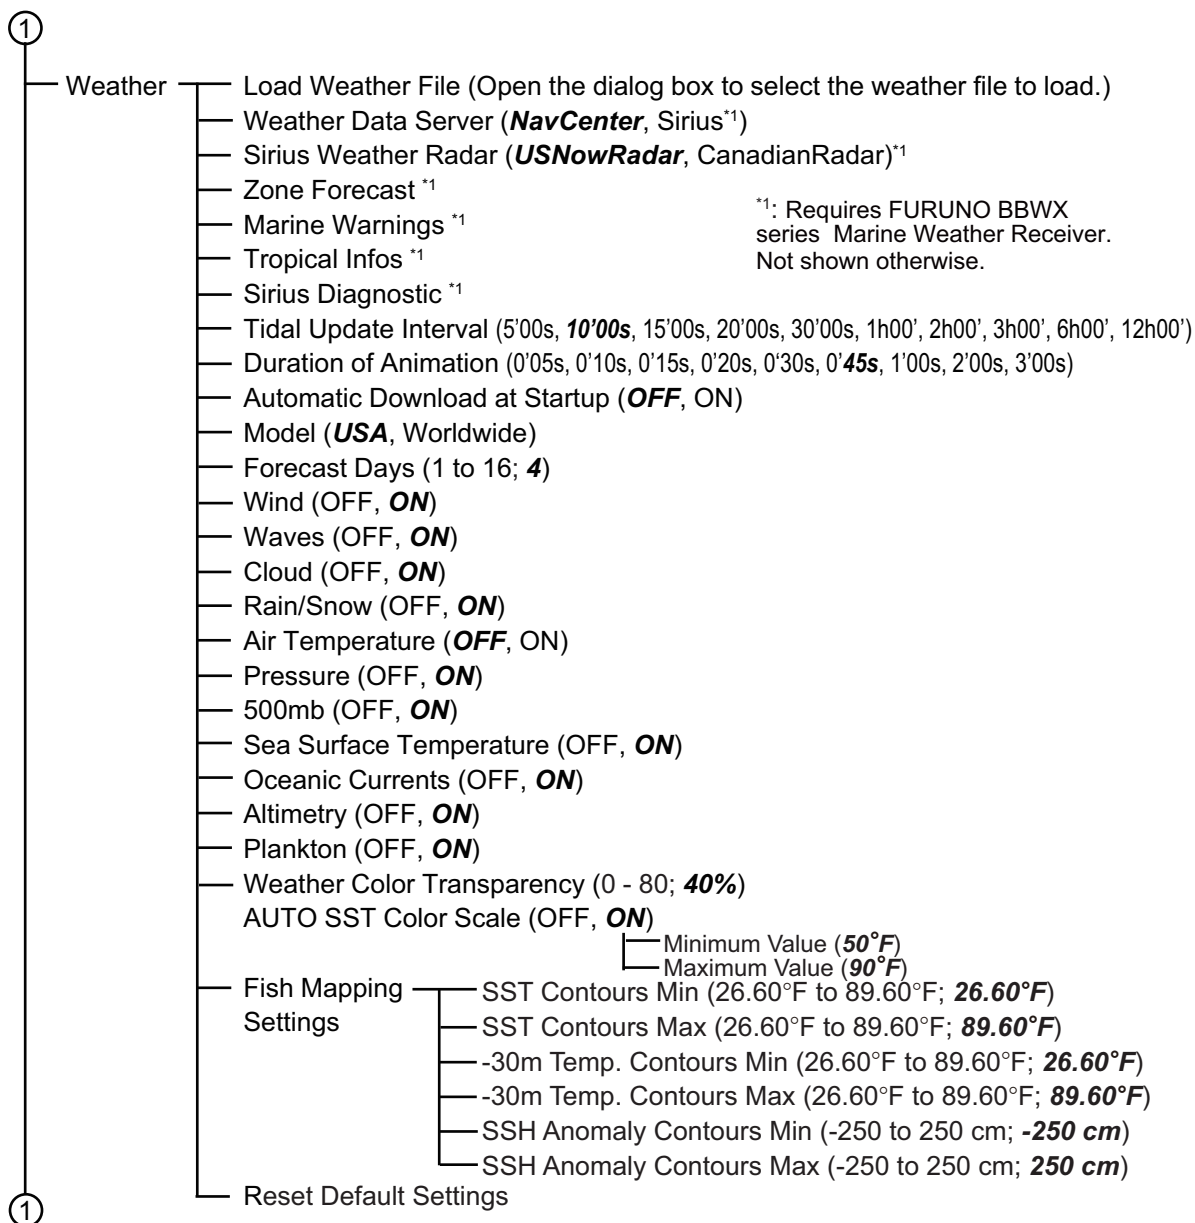 1
Weather
Load Weather File (Open the dialog box to select the weather file to load.)
Weather Data Server (NavCenter, Sirius*1)
Sirius Weather Radar (USNowRadar, CanadianRadar)*1
Zone Forecast *1
Marine Warnings *1
Tropical Infos *1
Sirius Diagnostic *1
*1: Requires FURUNO BBWX
series Marine Weather Receiver.
Not shown otherwise.
Tidal Update Interval (5’00s, 10’00s, 15’00s, 20’00s, 30’00s, 1h00’, 2h00’, 3h00’, 6h00’, 12h00’)
Duration of Animation (0’05s, 0’10s, 0’15s, 0’20s, 0‘30s, 0’45s, 1’00s, 2’00s, 3’00s)
Automatic Download at Startup (OFF, ON)
Model (USA, Worldwide)
Forecast Days (1 to 16; 4)
Wind (OFF, ON)
Waves (OFF, ON)
Cloud (OFF, ON)
Rain/Snow (OFF, ON)
Air Temperature (OFF, ON)
Pressure (OFF, ON)
500mb (OFF, ON)
Sea Surface Temperature (OFF, ON)
Oceanic Currents (OFF, ON)
Altimetry (OFF, ON)
Plankton (OFF, ON)
Weather Color Transparency (0 - 80; 40%)
AUTO SST Color Scale (OFF, ON)
Minimum Value (50°F)
Maximum Value (90°F)
Fish Mapping
Settings
SST Contours Min (26.60°F to 89.60°F; 26.60°F)
SST Contours Max (26.60°F to 89.60°F; 89.60°F)
-30m Temp. Contours Min (26.60°F to 89.60°F; 26.60°F)
-30m Temp. Contours Max (26.60°F to 89.60°F; 89.60°F)
SSH Anomaly Contours Min (-250 to 250 cm; -250 cm)
SSH Anomaly Contours Max (-250 to 250 cm; 250 cm)
Reset Default Settings
1